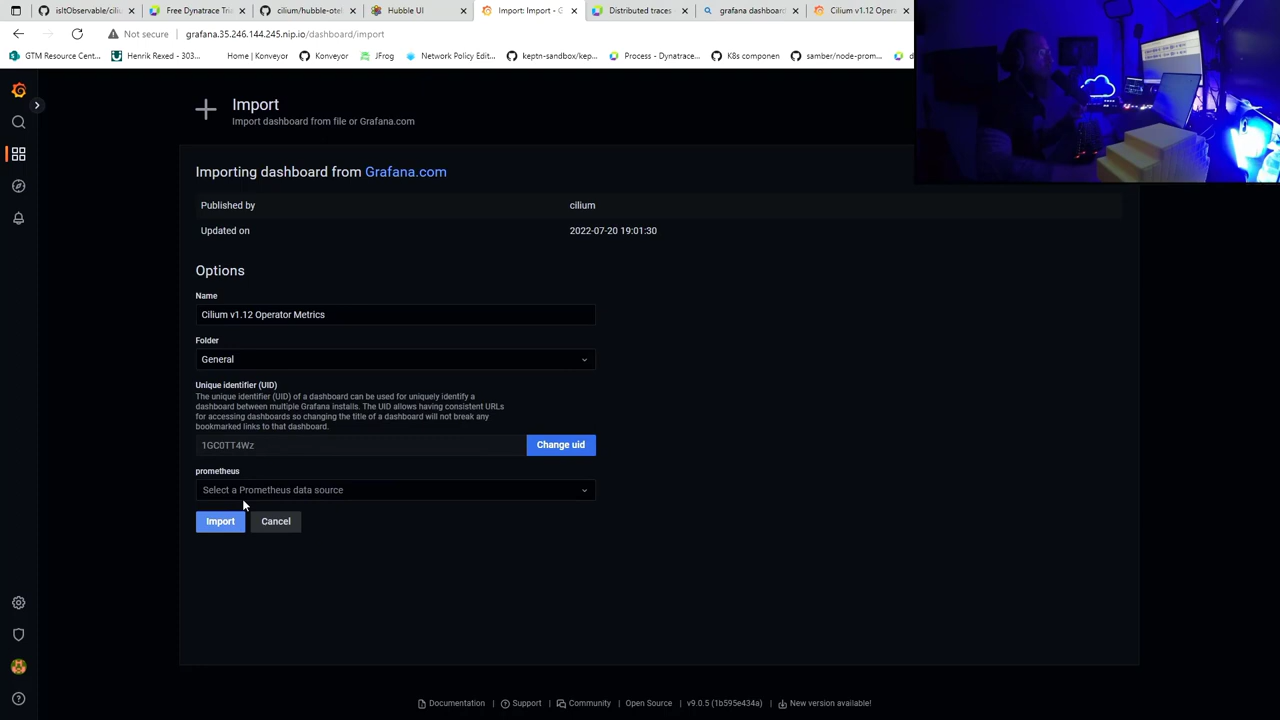 isItObservable/ciliu
Free Dynatrace Tria
cilium/hubble-otel
Hubble UI
Import: Import - G
Distributed traces
grafana dashboard
Cilium v1.12 Opera
Not secure
grafana.35.246.144.245.nip.io/dashboard/import
GTM Resource Cent...
Henrik Rexed - 303...
Home | Konveyor
Konveyor
JFrog
Network Policy Edit...
keptn-sandbox/kep...
Process - Dynatrace...
K8s componen
samber/node-prom...
d
Import
Import dashboard from file or Grafana.com
Importing dashboard from Grafana.com
Published by
cilium
Updated on
2022-07-20 19:01:30
Options
Name
Cilium v1.12 Operator Metrics
Folder
General
Unique identifier (UID)
The unique identifier (UID) of a dashboard can be used for uniquely identify a
dashboard between multiple Grafana installs. The UID allows having consistent URLs
for accessing dashboards so changing the title of a dashboard will not break any
bookmarked links to that dashboard.
1GC0TT4Wz
Change uid
prometheus
Select a Prometheus data source
Import
Cancel
Documentation | Support | Community | Open Source | v9.0.5 (1b595e434a) | New version available!